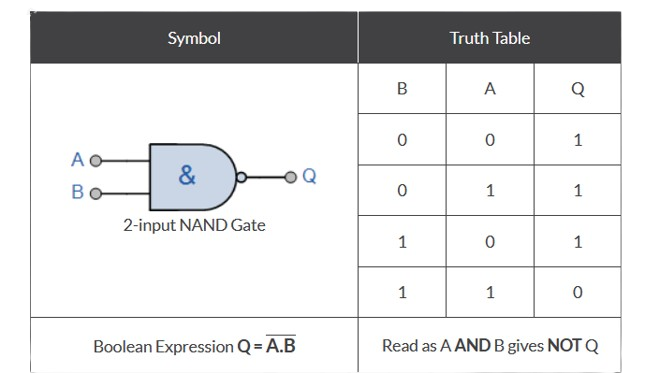 Symbol
Truth Table
B A Q
0 0 1
A
& Q
B
0 1 1
2-input NAND Gate
1 0 1
1 1 0
Boolean Expression Q = A̅.̅B̅
Read as A AND B gives NOT Q